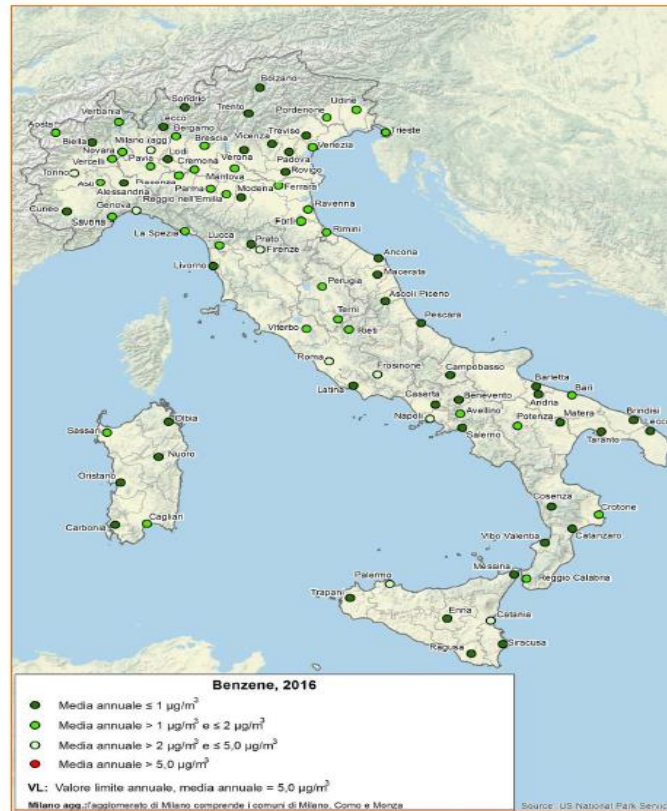 Bolzano
Sondrio
Trento
Verbania
Lecco
Pordenone
Udine
Aosta
Bergamo
Treviso
Trieste
Biella
Milano (agg)
Brescia
Vicenza
Novara
Lodi
Venezia
Vercelli
Pavia
Cremona
Verona
Padova
Torino
Mantova
Rovigo
Asti
Piacenza
Parma
Modena
Ferrara
Alessandria
Reggio nell'Emilia
Cuneo
Genova
Ravenna
Savona
Forlì
La Spezia
Lucca
Prato
Rimini
Firenze
Livorno
Ancona
Macerata
Perugia
Ascoli Piceno
Terni
Viterbo
Rieti
Pescara
Roma
Frosinone
Campobasso
Barletta
Latina
Caserta
Benevento
Bari
Andria
Olbia
Avellino
Brindisi
Napoli
Potenza
Matera
Lecce
Sassari
Salerno
Taranto
Nuoro
Oristano
Cosenza
Crotone
Carbonia
Cagliari
Vibo Valentia
Catanzaro
Messina
Palermo
Reggio Calabria
Trapani
Enna
Catania
Ragusa
Siracusa
Benzene, 2016
Media annuale ≤ 1 µg/m³
Media annuale > 1 µg/m³ e ≤ 2 µg/m³
Media annuale > 2 µg/m³ e ≤ 5,0 µg/m³
Media annuale > 5,0 µg/m³
VL: Valore limite annuale, media annuale = 5,0 µg/m³
Milano agg.:l'agglomerato di Milano comprende i comuni di Milano, Como e Monza
Source: US National Park Servic